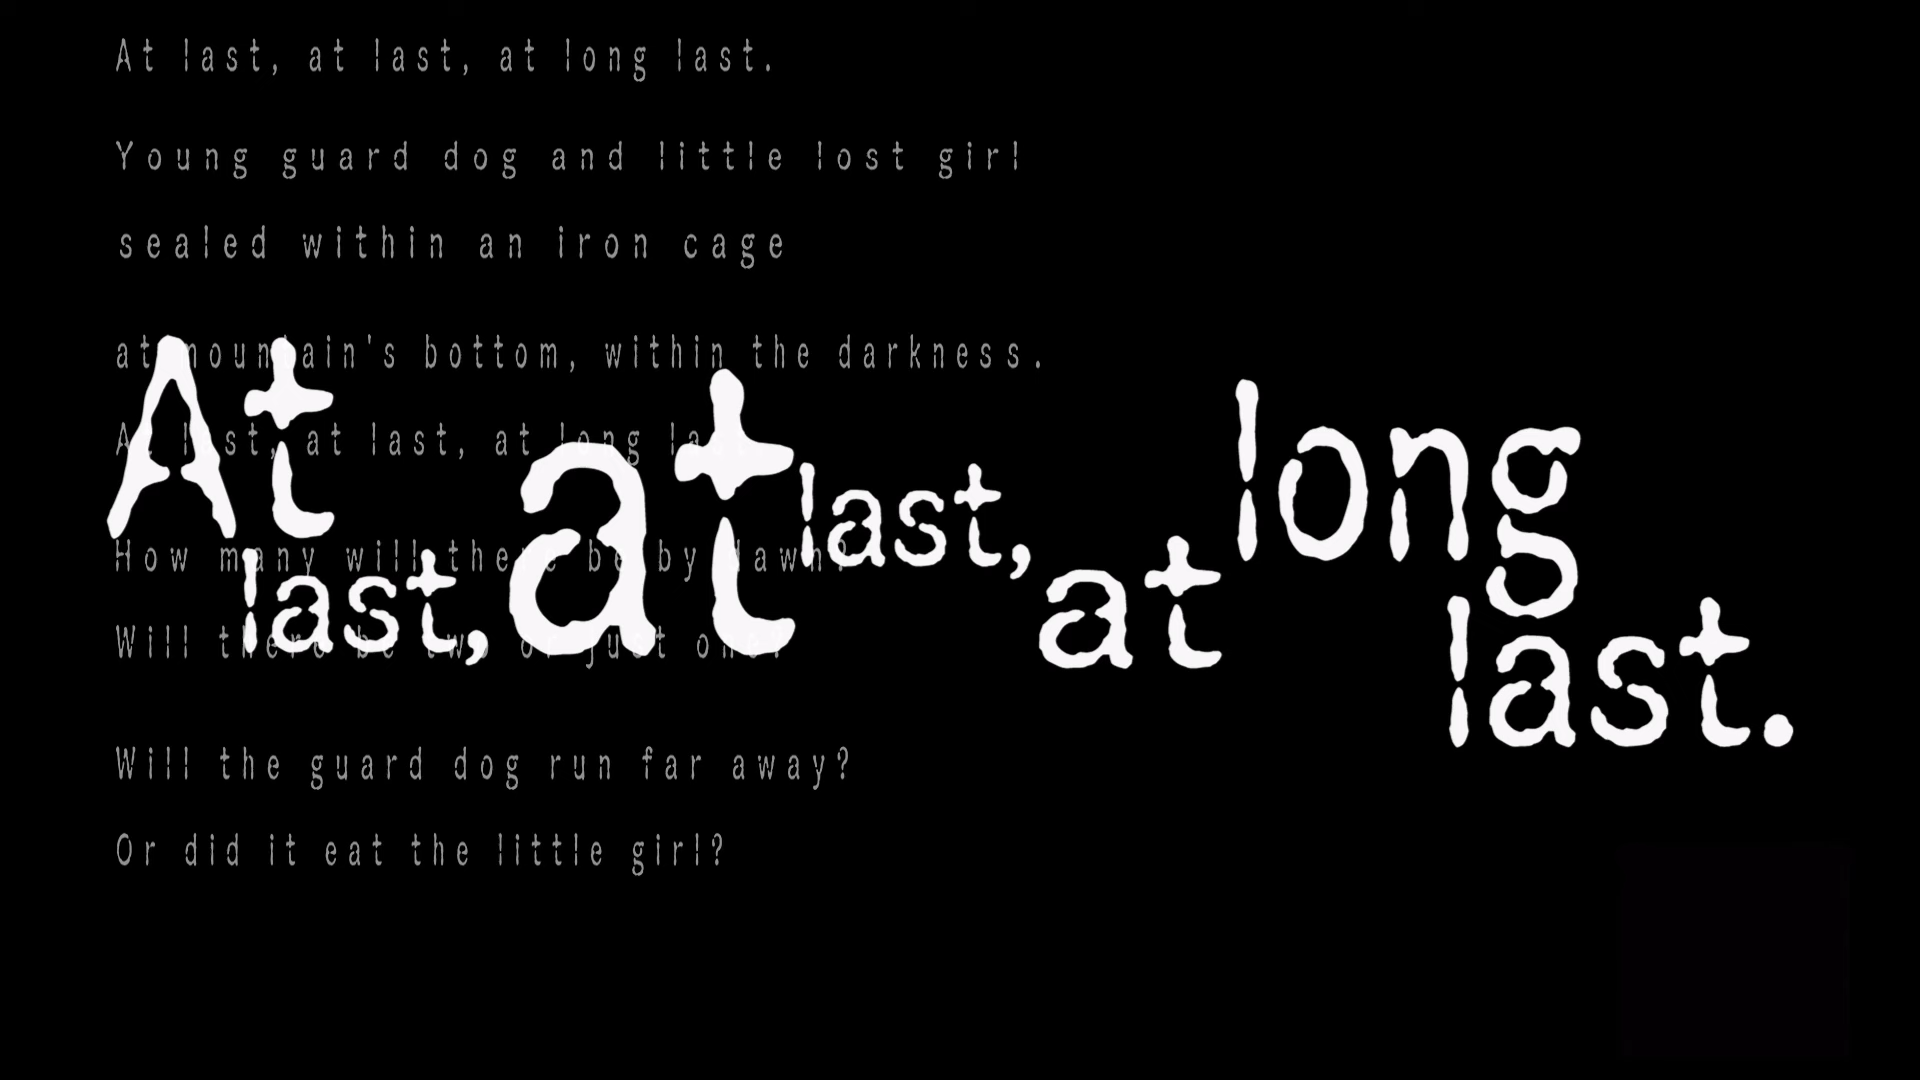 At last, at last, at long last.
Young guard dog and little lost girl
sealed within an iron cage
at mountain's bottom, within the darkness.
At last, at last, at long last.
How many will there be by dawn?
Will there be two or just one?
Will the guard dog run far away?
Or did it eat the little girl?
At last, at last, at long last.